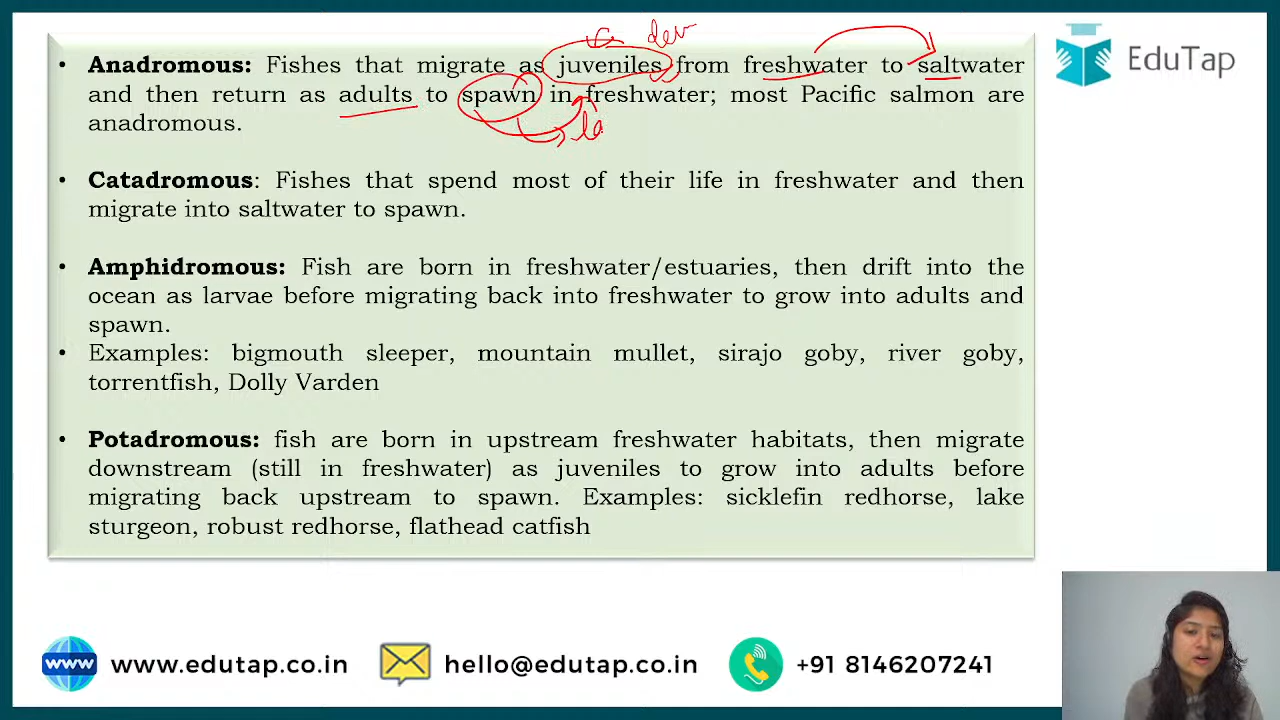 dev
• Anadromous: Fishes that migrate as juveniles from freshwater to saltwater
and then return as adults to spawn in freshwater; most Pacific salmon are
anadromous.
la
• Catadromous: Fishes that spend most of their life in freshwater and then
migrate into saltwater to spawn.
• Amphidromous: Fish are born in freshwater/estuaries, then drift into the
ocean as larvae before migrating back into freshwater to grow into adults and
spawn.
• Examples: bigmouth sleeper, mountain mullet, sirajo goby, river goby,
torrentfish, Dolly Varden
• Potadromous: fish are born in upstream freshwater habitats, then migrate
downstream (still in freshwater) as juveniles to grow into adults before
migrating back upstream to spawn. Examples: sicklefin redhorse, lake
sturgeon, robust redhorse, flathead catfish
EduTap
www www.edutap.co.in hello@edutap.co.in +91 8146207241